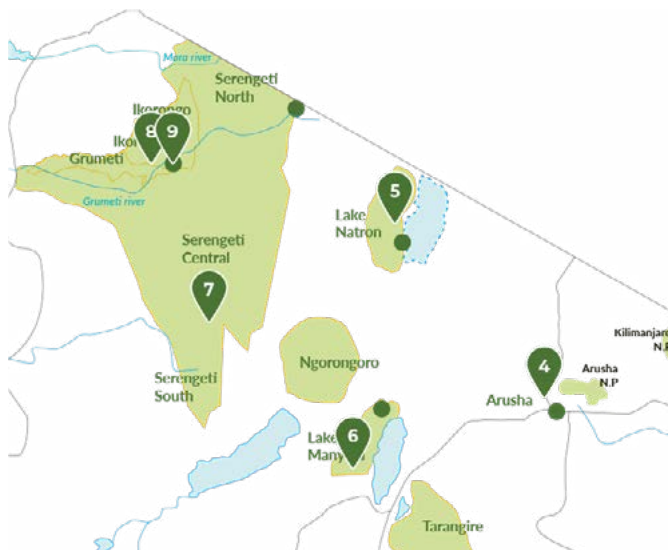 Mara river
Serengeti
North
Ikorongo
8
9
Grumeti
Grumeti river
5
Lake
Natron
Serengeti
Central
7
Ngorongoro
Kilimanjaro
N.P
4
Arusha
N.P
Arusha
Serengeti
South
Lake
6
Tarangire